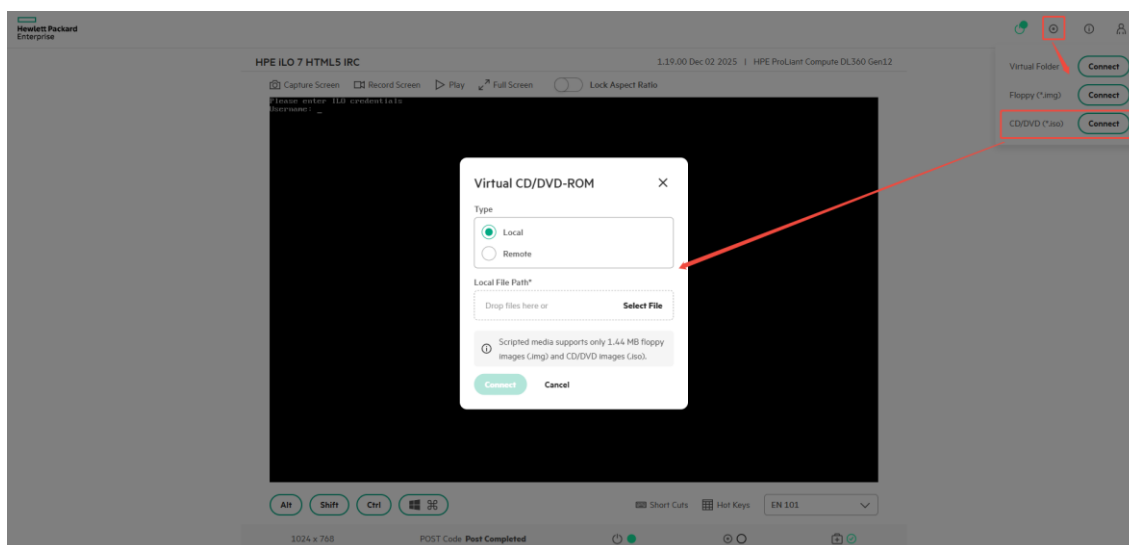 Hewlett Packard
Enterprise
HPE iLO 7 HTML5 IRC
1.19.00 Dec 02 2025 | HPE ProLiant Compute DL360 Gen12
Capture Screen Record Screen Play Full Screen Lock Aspect Ratio
Please enter ILO credentials
Username: _
Virtual Folder Connect
Floppy (*.img) Connect
CD/DVD (*.iso) Connect
Virtual CD/DVD-ROM
Type
Local
Remote
Local File Path*
Drop files here or Select File
Scripted media supports only 1.44 MB floppy
images (.img) and CD/DVD images (.iso).
Connect Cancel
Alt Shift Ctrl Short Cuts Hot Keys EN 101
1024 x 768 POST Code Post Completed